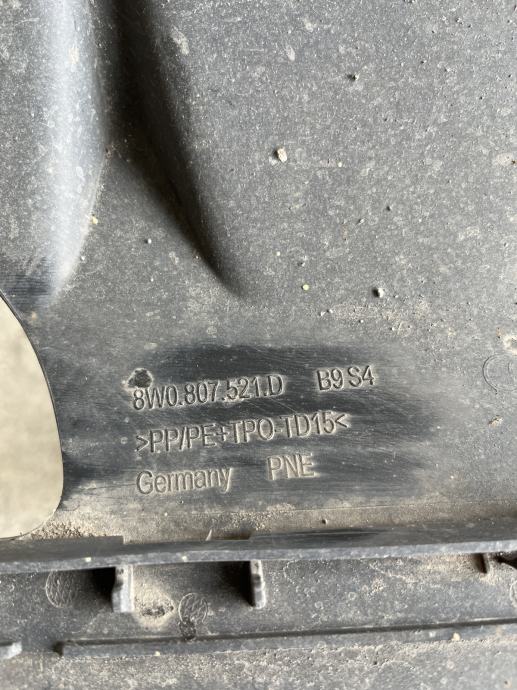 8W0.807.521.D B9 S4
>PP/PE+TPO-TD15<
Germany PNE